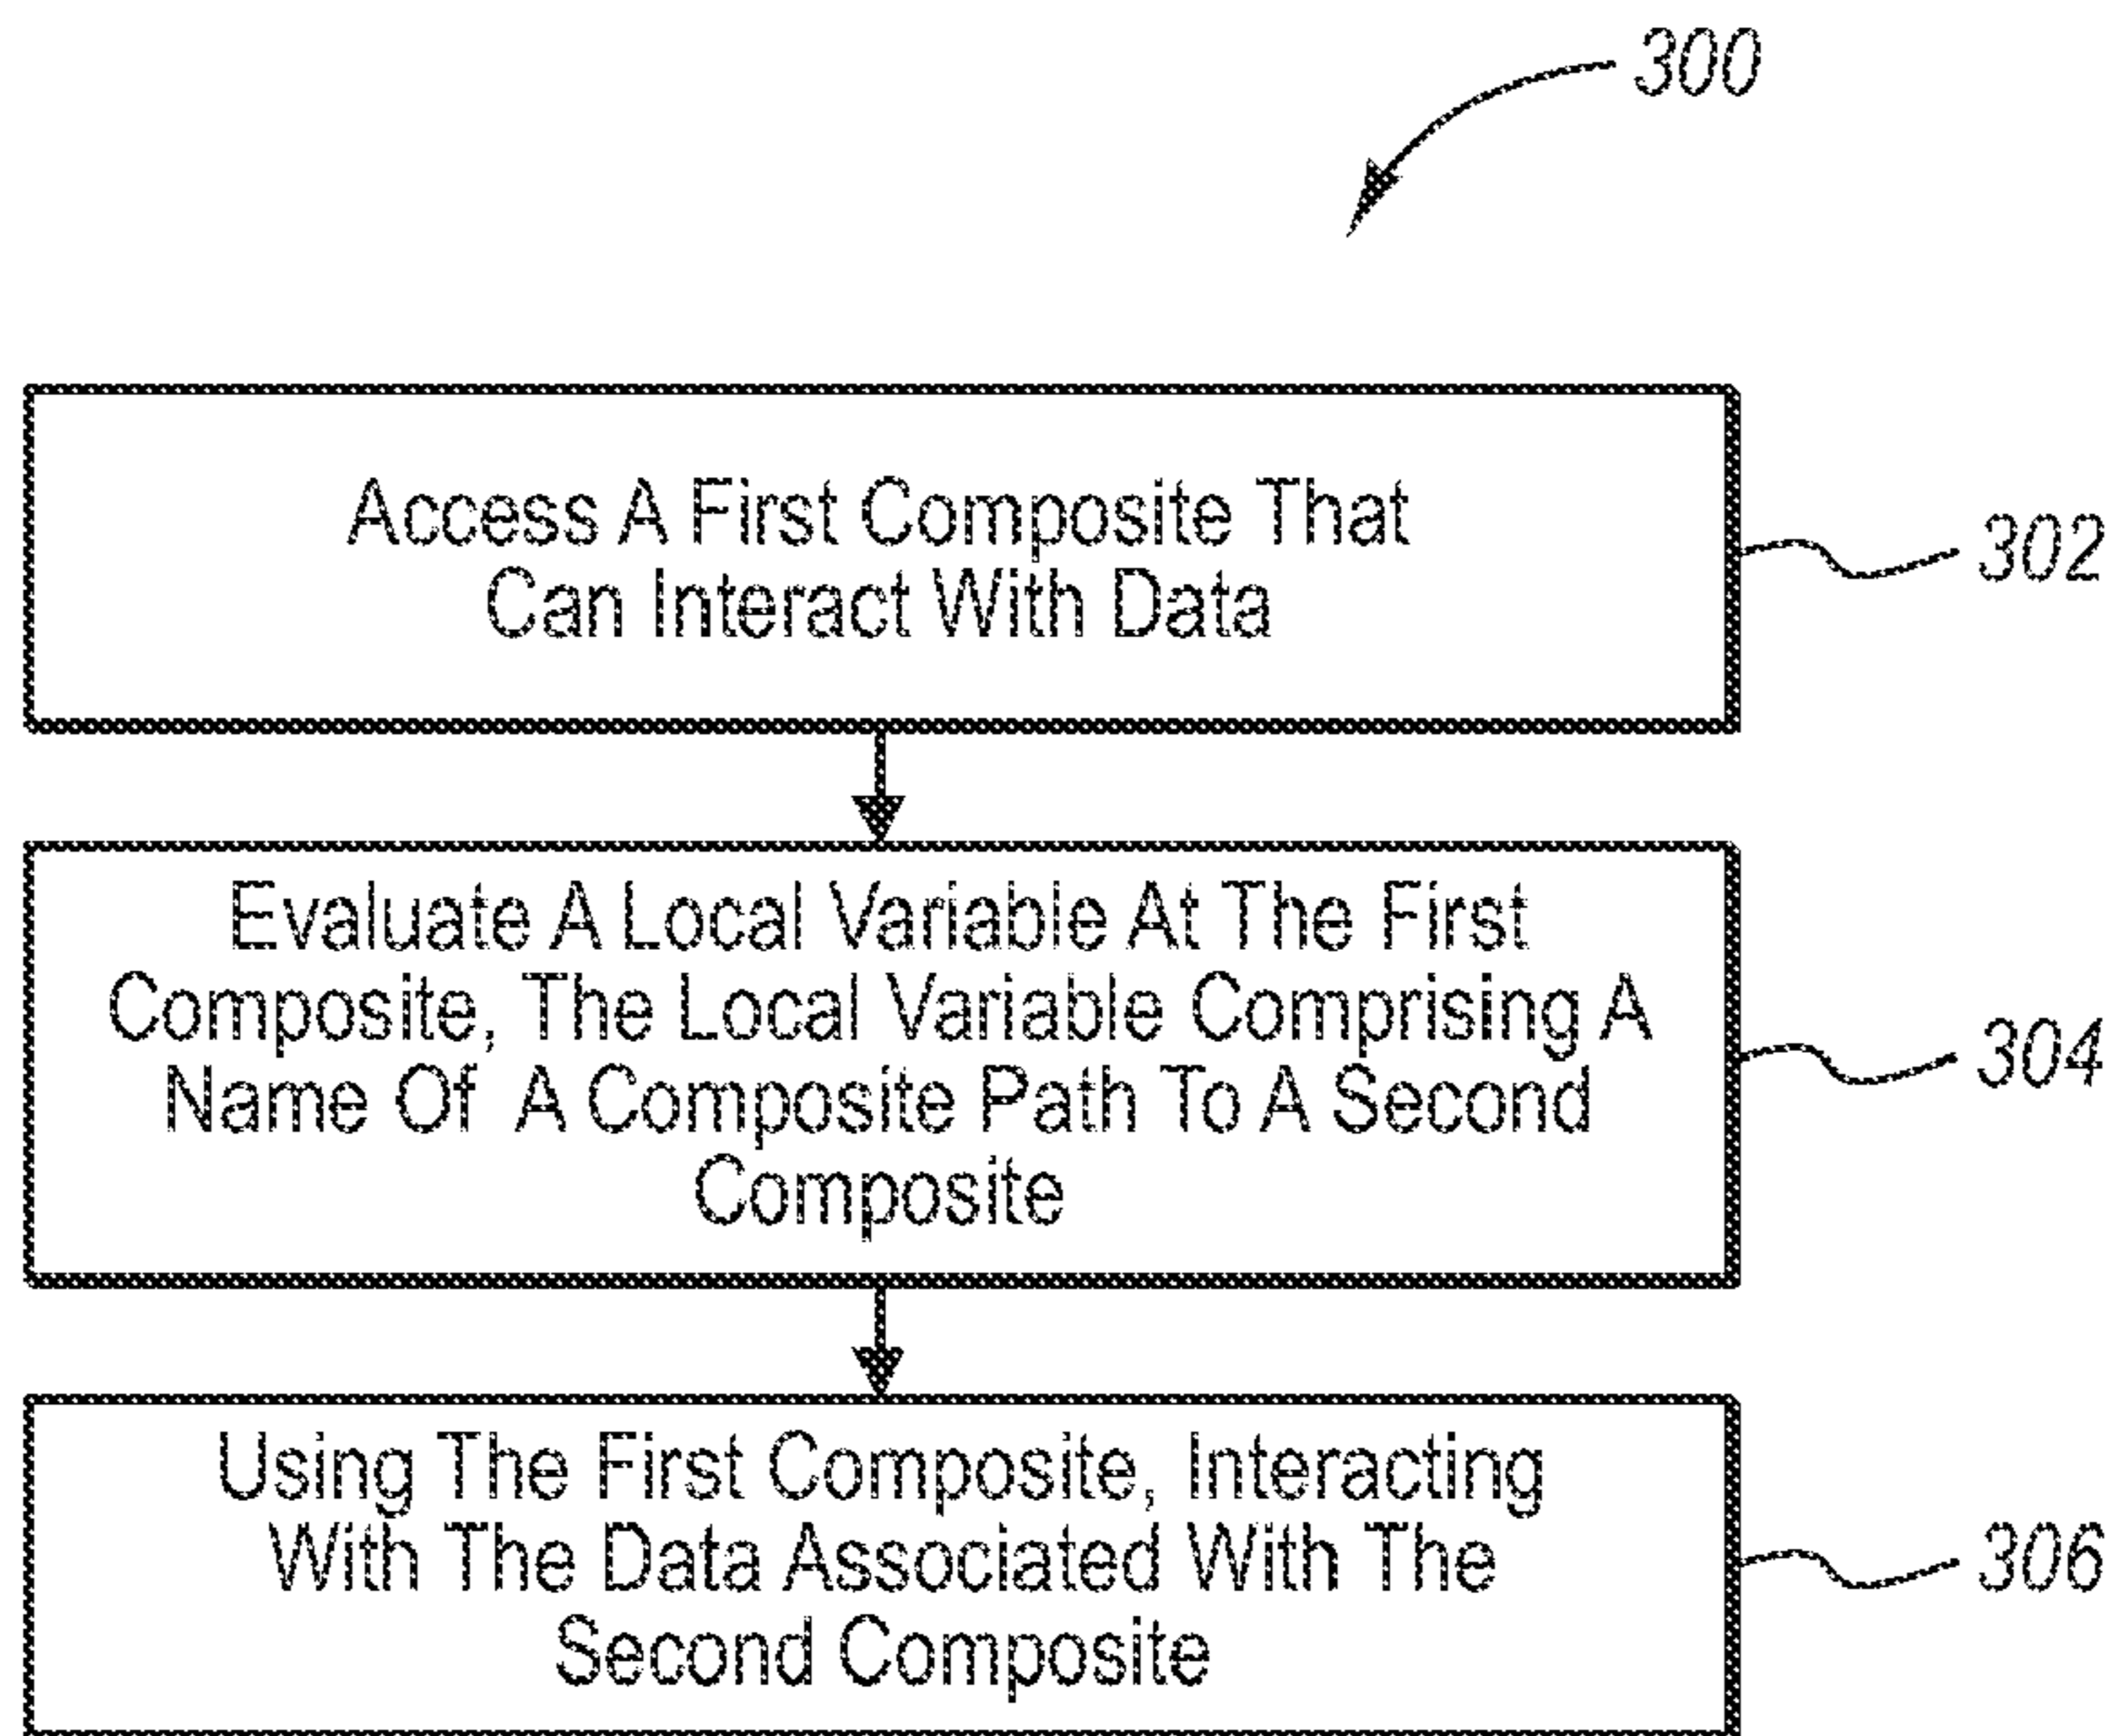 300
Access A First Composite That
Can Interact With Data
302
Evaluate A Local Variable At The First
Composite, The Local Variable Comprising A
Name Of A Composite Path To A Second
Composite
304
Using The First Composite, Interacting
With The Data Associated With The
Second Composite
306